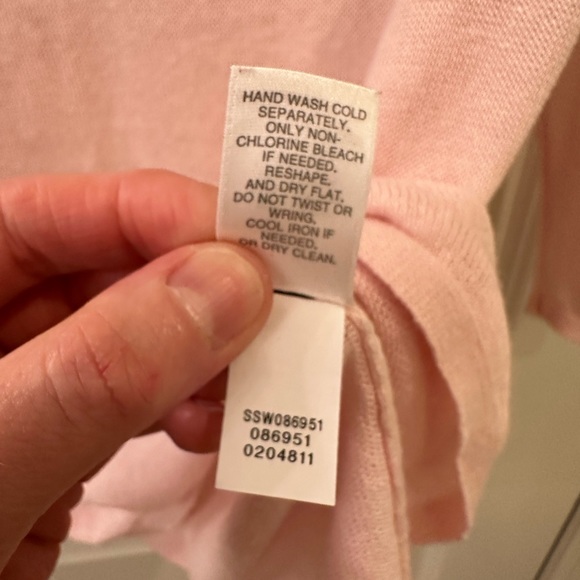 HAND WASH COLD
SEPARATELY.
ONLY NON-
CHLORINE BLEACH
IF NEEDED.
RESHAPE.
AND DRY FLAT.
DO NOT TWIST OR
WRING.
COOL IRON IF
NEEDED.
OR DRY CLEAN.
SSW086951
086951
0204811